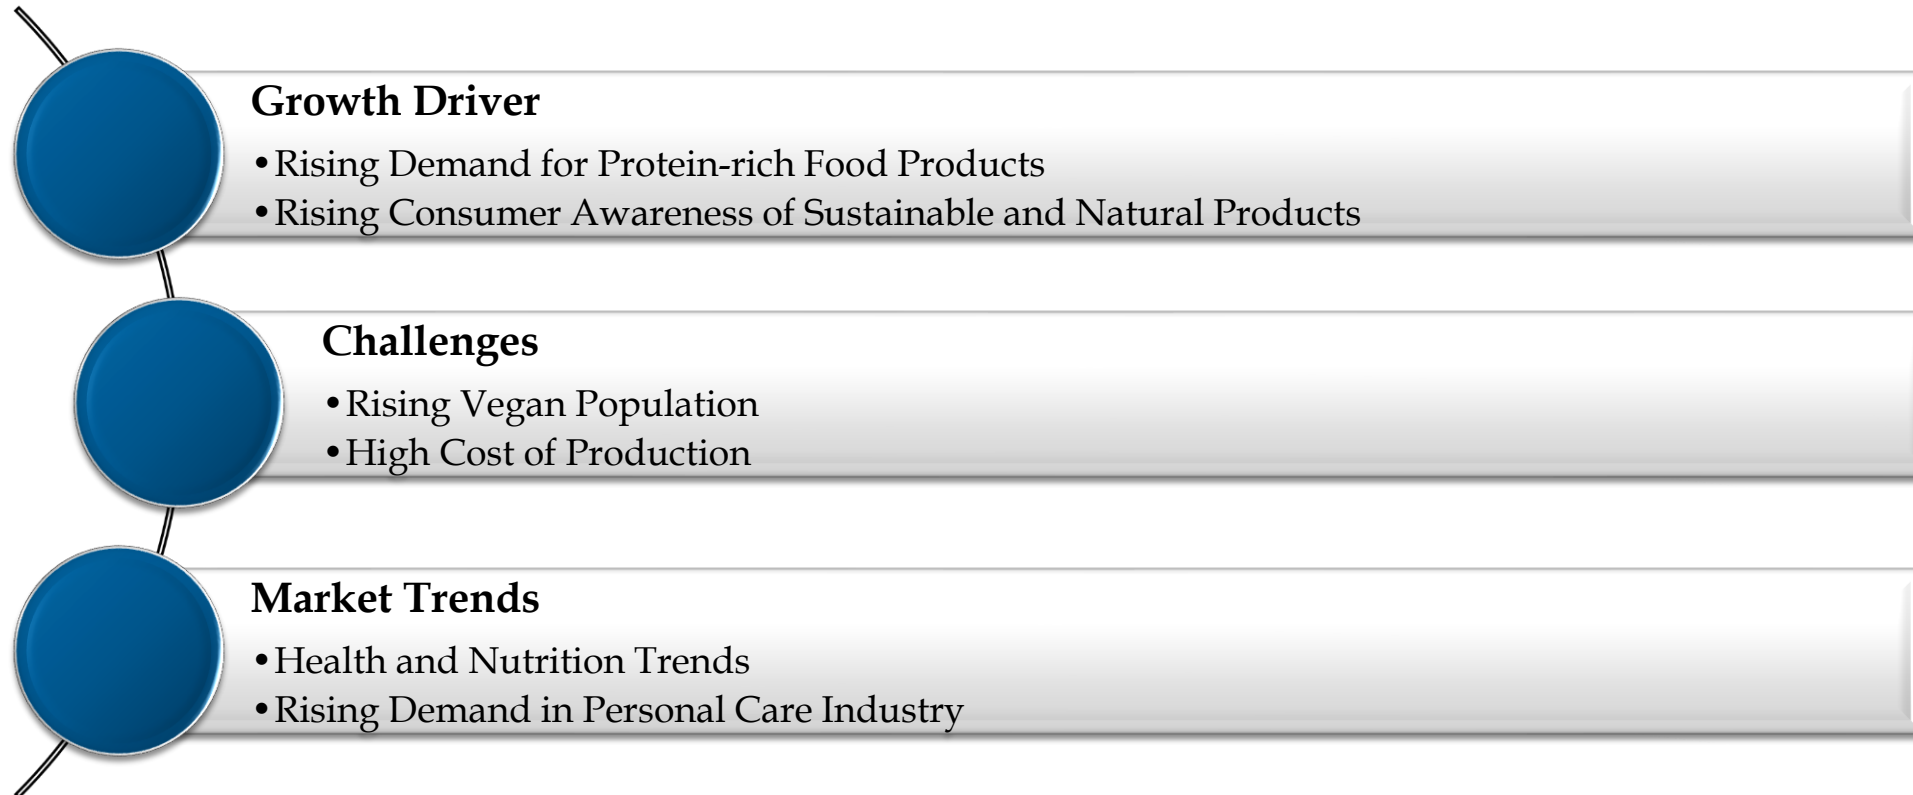 Growth Driver
•Rising Demand for Protein-rich Food Products
•Rising Consumer Awareness of Sustainable and Natural Products
Challenges
•Rising Vegan Population
•High Cost of Production
Market Trends
•Health and Nutrition Trends
•Rising Demand in Personal Care Industry